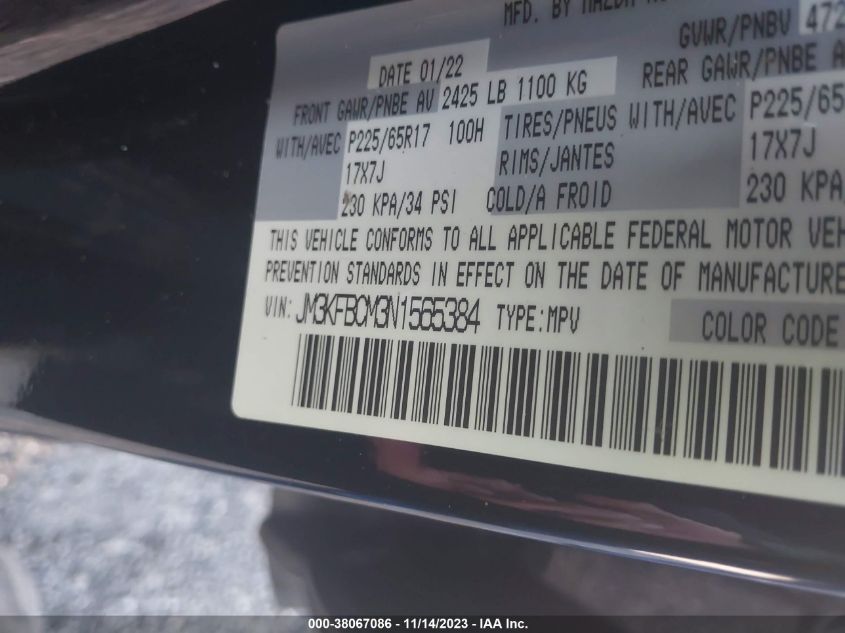 MFD. BY MAZDA
GVWR/PNBV 472
DATE 01/22
FRONT GAWR/PNBE AV 2425 LB 1100 KG
REAR GAWR/PNBE A
WITH/AVEC P225/65R17 100H TIRES/PNEUS WITH/AVEC P225/65
17X7J RIMS/JANTES 17X7J
230 KPA/34 PSI COLD/A FROID 230 KPA
THIS VEHICLE CONFORMS TO ALL APPLICABLE FEDERAL MOTOR VEH
PREVENTION STANDARDS IN EFFECT ON THE DATE OF MANUFACTURE
VIN: JM3KFBCM3N1565384 TYPE:MPV
COLOR CODE
000-38067086 - 11/14/2023 - IAA Inc.